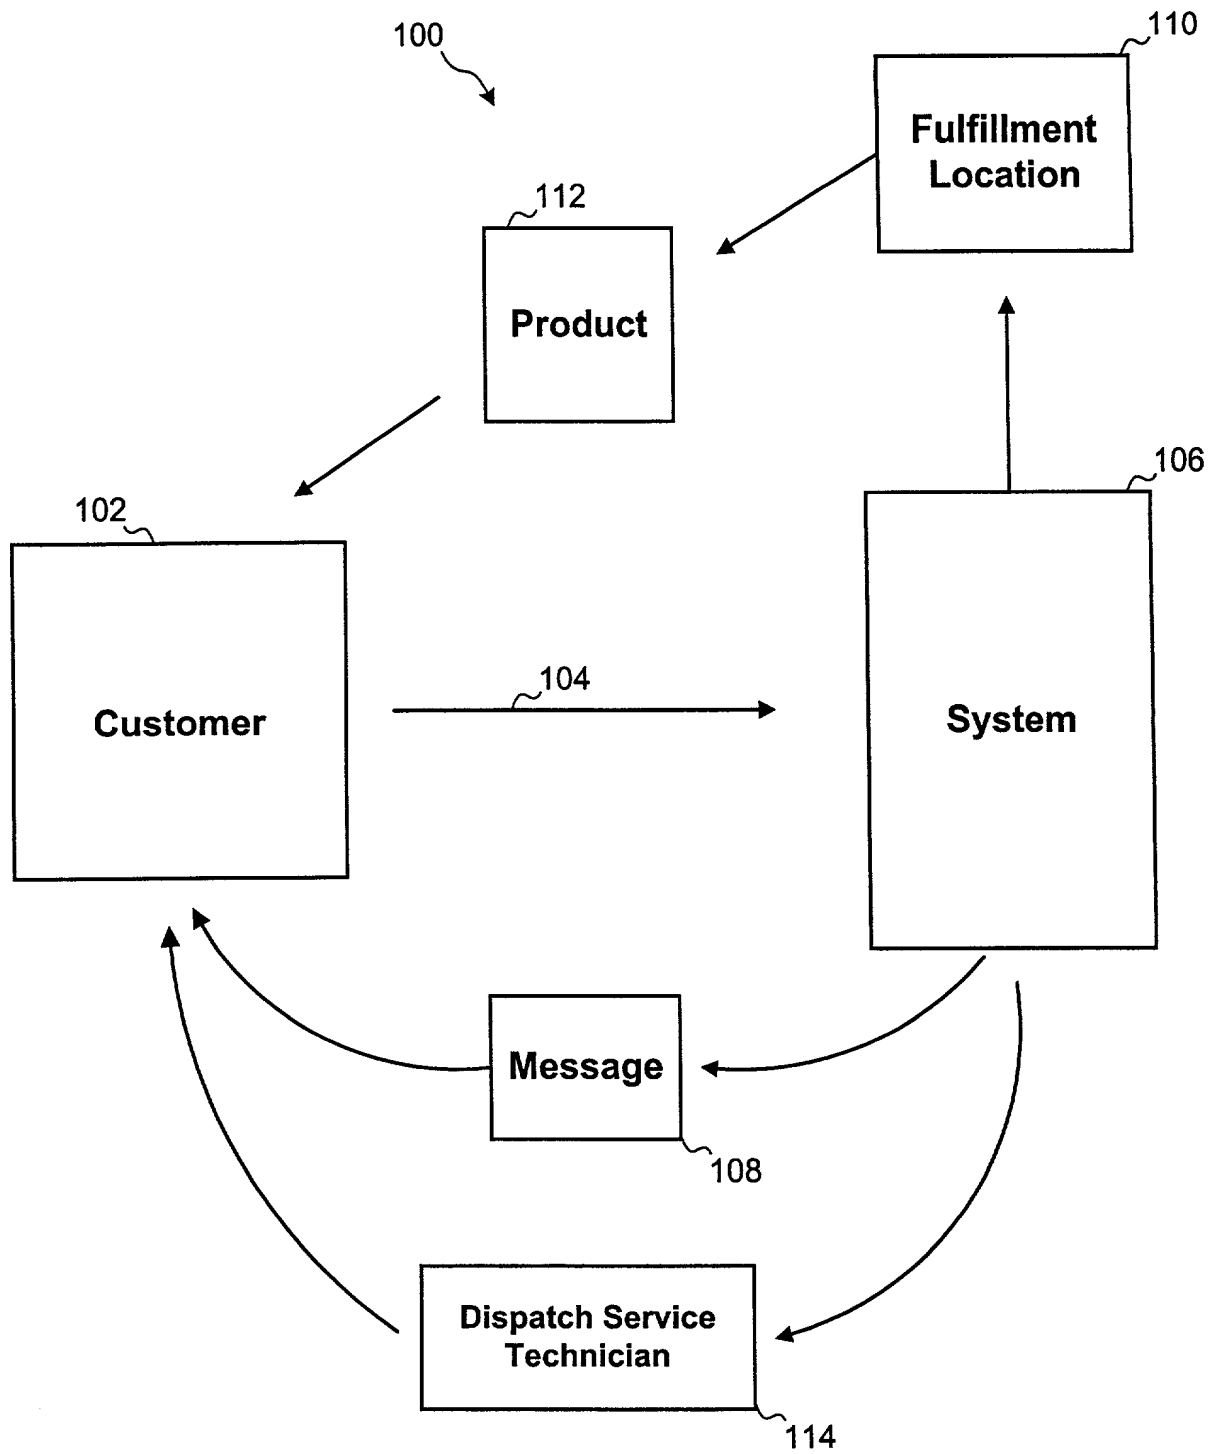 100
110
Fulfillment
Location
112
Product
106
102
104
Customer
System
Message
108
Dispatch Service
Technician
114